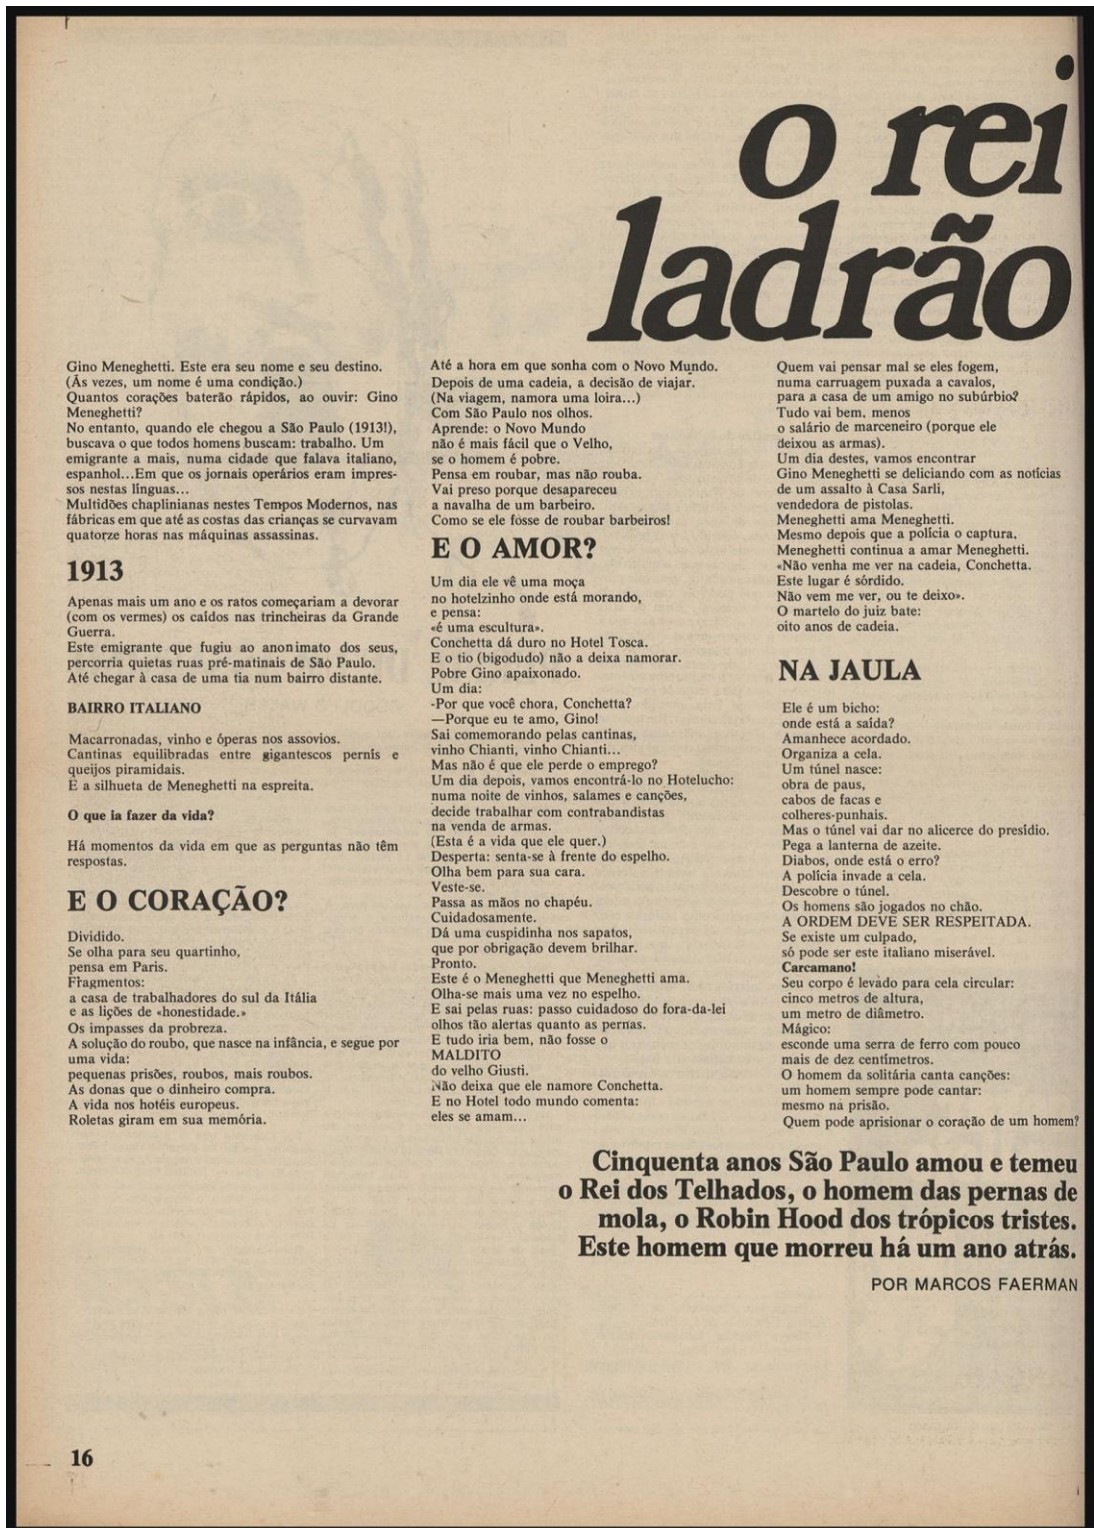 o rei
ladrão
Gino Meneghetti. Este era seu nome e seu destino.
(Ás vezes, um nome é uma condição.)
Quantos corações baterão rápidos, ao ouvir: Gino
Meneghetti?
No entanto, quando ele chegou a São Paulo (1913!),
buscava o que todos homens buscam: trabalho. Um
emigrante a mais, numa cidade que falava italiano,
espanhol...Em que os jornais operários eram impres-
sos nestas línguas...
Multidões chaplinianas nestes Tempos Modernos, nas
fábricas em que até as costas das crianças se curvavam
quatorze horas nas máquinas assassinas.
1913
Apenas mais um ano e os ratos começariam a devorar
(com os vermes) os caídos nas trincheiras da Grande
Guerra.
Este emigrante que fugiu ao anonimato dos seus,
percorria quietas ruas pré-matinais de São Paulo.
Até chegar à casa de uma tia num bairro distante.
BAIRRO ITALIANO
Macarronadas, vinho e óperas nos assovios.
Cantinas equilibradas entre gigantescos pernis e
queijos piramidais.
E a silhueta de Meneghetti na espreita.
O que ia fazer da vida?
Há momentos da vida em que as perguntas não têm
respostas.
E O CORAÇÃO?
Dividido.
Se olha para seu quartinho,
pensa em Paris.
Fragmentos:
a casa de trabalhadores do sul da Itália
e as lições de «honestidade.»
Os impasses da probreza.
A solução do roubo, que nasce na infância, e segue por
uma vida:
pequenas prisões, roubos, mais roubos.
As donas que o dinheiro compra.
A vida nos hotéis europeus.
Roletas giram em sua memória.
Até a hora em que sonha com o Novo Mundo.
Depois de uma cadeia, a decisão de viajar.
(Na viagem, namora uma loira...)
Com São Paulo nos olhos.
Aprende: o Novo Mundo
não é mais fácil que o Velho,
se o homem é pobre.
Pensa em roubar, mas não rouba.
Vai preso porque desapareceu
a navalha de um barbeiro.
Como se ele fosse de roubar barbeiros!
E O AMOR?
Um dia ele vê uma moça
no hotelzinho onde está morando,
e pensa:
«é uma escultura».
Conchetta dá duro no Hotel Tosca.
E o tio (bigodudo) não a deixa namorar.
Pobre Gino apaixonado.
Um dia:
-Por que você chora, Conchetta?
—Porque eu te amo, Gino!
Sai comemorando pelas cantinas,
vinho Chianti, vinho Chianti...
Mas não é que ele perde o emprego?
Um dia depois, vamos encontrá-lo no Hotelucho:
numa noite de vinhos, salames e canções,
decide trabalhar com contrabandistas
na venda de armas.
(Esta é a vida que ele quer.)
Desperta: senta-se à frente do espelho.
Olha bem para sua cara.
Veste-se.
Passa as mãos no chapéu.
Cuidadosamente.
Dá uma cuspidinha nos sapatos,
que por obrigação devem brilhar.
Pronto.
Este é o Meneghetti que Meneghetti ama.
Olha-se mais uma vez no espelho.
E sai pelas ruas: passo cuidadoso do fora-da-lei
olhos tão alertas quanto as pernas.
E tudo iria bem, não fosse o
MALDITO
do velho Giusti.
Não deixa que ele namore Conchetta.
E no Hotel todo mundo comenta:
eles se amam...
Quem vai pensar mal se eles fogem,
numa carruagem puxada a cavalos,
para a casa de um amigo no subúrbio?
Tudo vai bem, menos
o salário de marceneiro (porque ele
deixou as armas).
Um dia destes, vamos encontrar
Gino Meneghetti se deliciando com as notícias
de um assalto à Casa Sarli,
vendedora de pistolas.
Meneghetti ama Meneghetti.
Mesmo depois que a polícia o captura,
Meneghetti continua a amar Meneghetti.
«Não venha me ver na cadeia, Conchetta.
Este lugar é sórdido.
Não vem me ver, ou te deixo».
O martelo do juiz bate:
oito anos de cadeia.
NA JAULA
Ele é um bicho:
onde está a saída?
Amanhece acordado.
Organiza a cela.
Um túnel nasce:
obra de paus,
cabos de facas e
colheres-punhais.
Mas o túnel vai dar no alicerce do presídio.
Pega a lanterna de azeite.
Diabos, onde está o erro?
A polícia invade a cela.
Descobre o túnel.
Os homens são jogados no chão.
A ORDEM DEVE SER RESPEITADA.
Se existe um culpado,
só pode ser este italiano miserável.
Carcamano!
Seu corpo é levado para cela circular:
cinco metros de altura,
um metro de diâmetro.
Mágico:
esconde uma serra de ferro com pouco
mais de dez centímetros.
O homem da solitária canta canções:
um homem sempre pode cantar:
mesmo na prisão.
Quem pode aprisionar o coração de um homem?
Cinquenta anos São Paulo amou e temeu
o Rei dos Telhados, o homem das pernas de
mola, o Robin Hood dos trópicos tristes.
Este homem que morreu há um ano atrás.
POR MARCOS FAERMAN
16